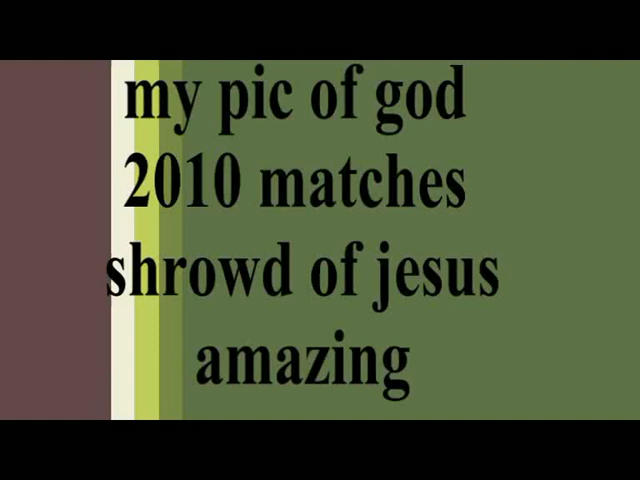 my pic of god
2010 matches
shrowd of jesus
amazing